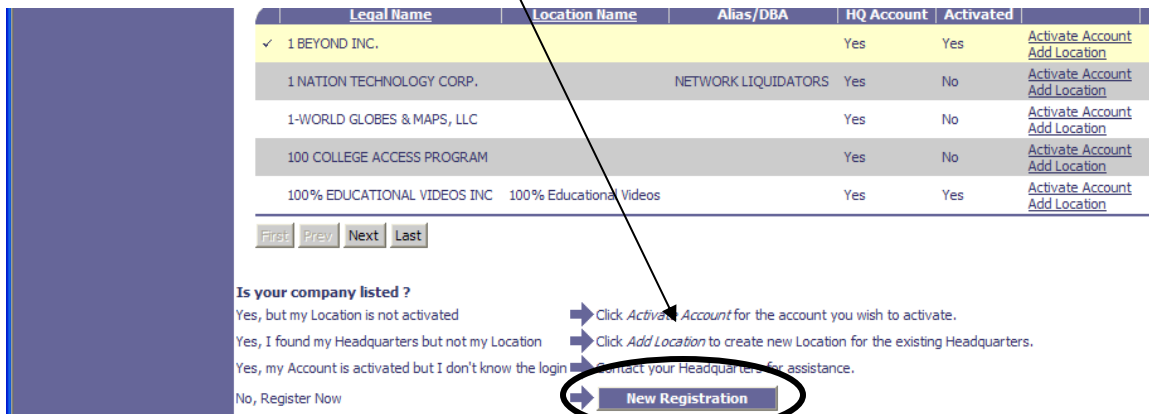 Legal Name Location Name Alias/DBA HQ Account Activated
✓ 1 BEYOND INC. Yes Yes Activate Account
Add Location
1 NATION TECHNOLOGY CORP. NETWORK LIQUIDATORS Yes No Activate Account
Add Location
1-WORLD GLOBES & MAPS, LLC Yes No Activate Account
Add Location
100 COLLEGE ACCESS PROGRAM Yes No Activate Account
Add Location
100% EDUCATIONAL VIDEOS INC 100% Educational Videos Yes Yes Activate Account
Add Location
First Prev Next Last
Is your company listed ?
Yes, but my Location is not activated Click Activate Account for the account you wish to activate.
Yes, I found my Headquarters but not my Location Click Add Location to create new Location for the existing Headquarters.
Yes, my Account is activated but I don't know the login Contact your Headquarters for assistance.
No, Register Now New Registration